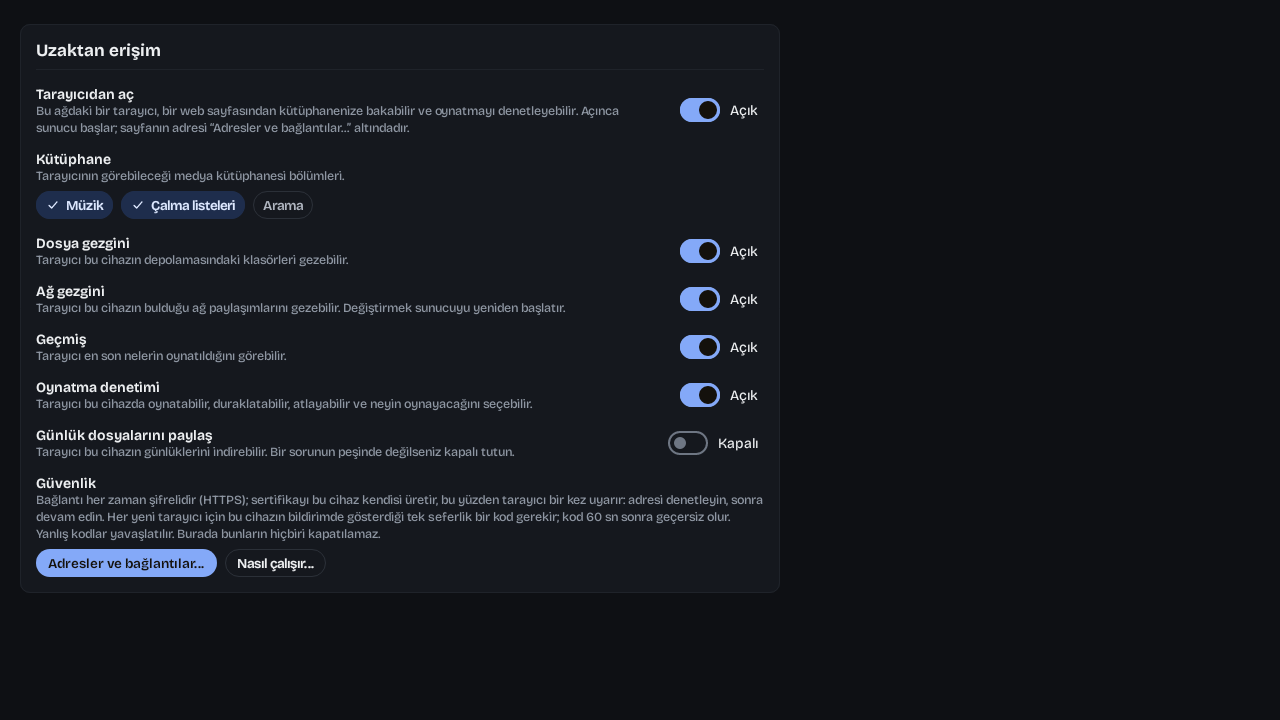 Uzaktan erişim
Tarayıcıdan aç
Bu ağdaki bir tarayıcı, bir web sayfasından kütüphanenize bakabilir ve oynatmayı denetleyebilir. Açınca
sunucu başlar; sayfanın adresi “Adresler ve bağlantılar…” altındadır.
Açık
Kütüphane
Tarayıcının görebileceği medya kütüphanesi bölümleri.
Müzik
Çalma listeleri
Arama
Dosya gezgini
Tarayıcı bu cihazın depolamasındaki klasörleri gezebilir.
Açık
Ağ gezgini
Tarayıcı bu cihazın bulduğu ağ paylaşımlarını gezebilir. Değiştirmek sunucuyu yeniden başlatır.
Açık
Geçmiş
Tarayıcı en son nelerin oynatıldığını görebilir.
Açık
Oynatma denetimi
Tarayıcı bu cihazda oynatabilir, duraklatabilir, atlayabilir ve neyin oynayacağını seçebilir.
Açık
Günlük dosyalarını paylaş
Tarayıcı bu cihazın günlüklerini indirebilir. Bir sorunun peşinde değilseniz kapalı tutun.
Kapalı
Güvenlik
Bağlantı her zaman şifrelidir (HTTPS); sertifikayı bu cihaz kendisi üretir, bu yüzden tarayıcı bir kez uyarır: adresi denetleyin, sonra
devam edin. Her yeni tarayıcı için bu cihazın bildirimde gösterdiği tek seferlik bir kod gerekir; kod 60 sn sonra geçersiz olur.
Yanlış kodlar yavaşlatılır. Burada bunların hiçbiri kapatılamaz.
Adresler ve bağlantılar…
Nasıl çalışır…